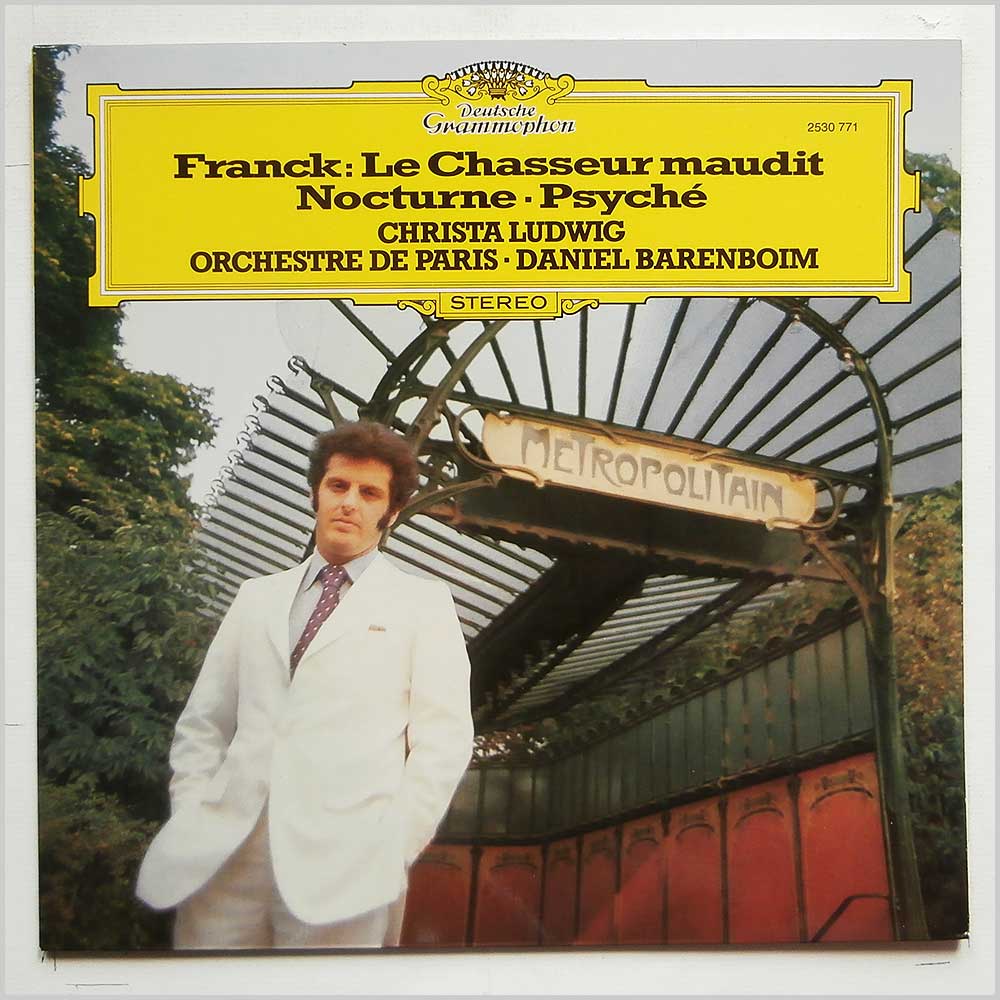 Deutsche
Grammophon
2530 771
Franck: Le Chasseur maudit
Nocturne · Psyché
CHRISTA LUDWIG
ORCHESTRE DE PARIS · DANIEL BARENBOIM
STEREO
METROPOLITAIN